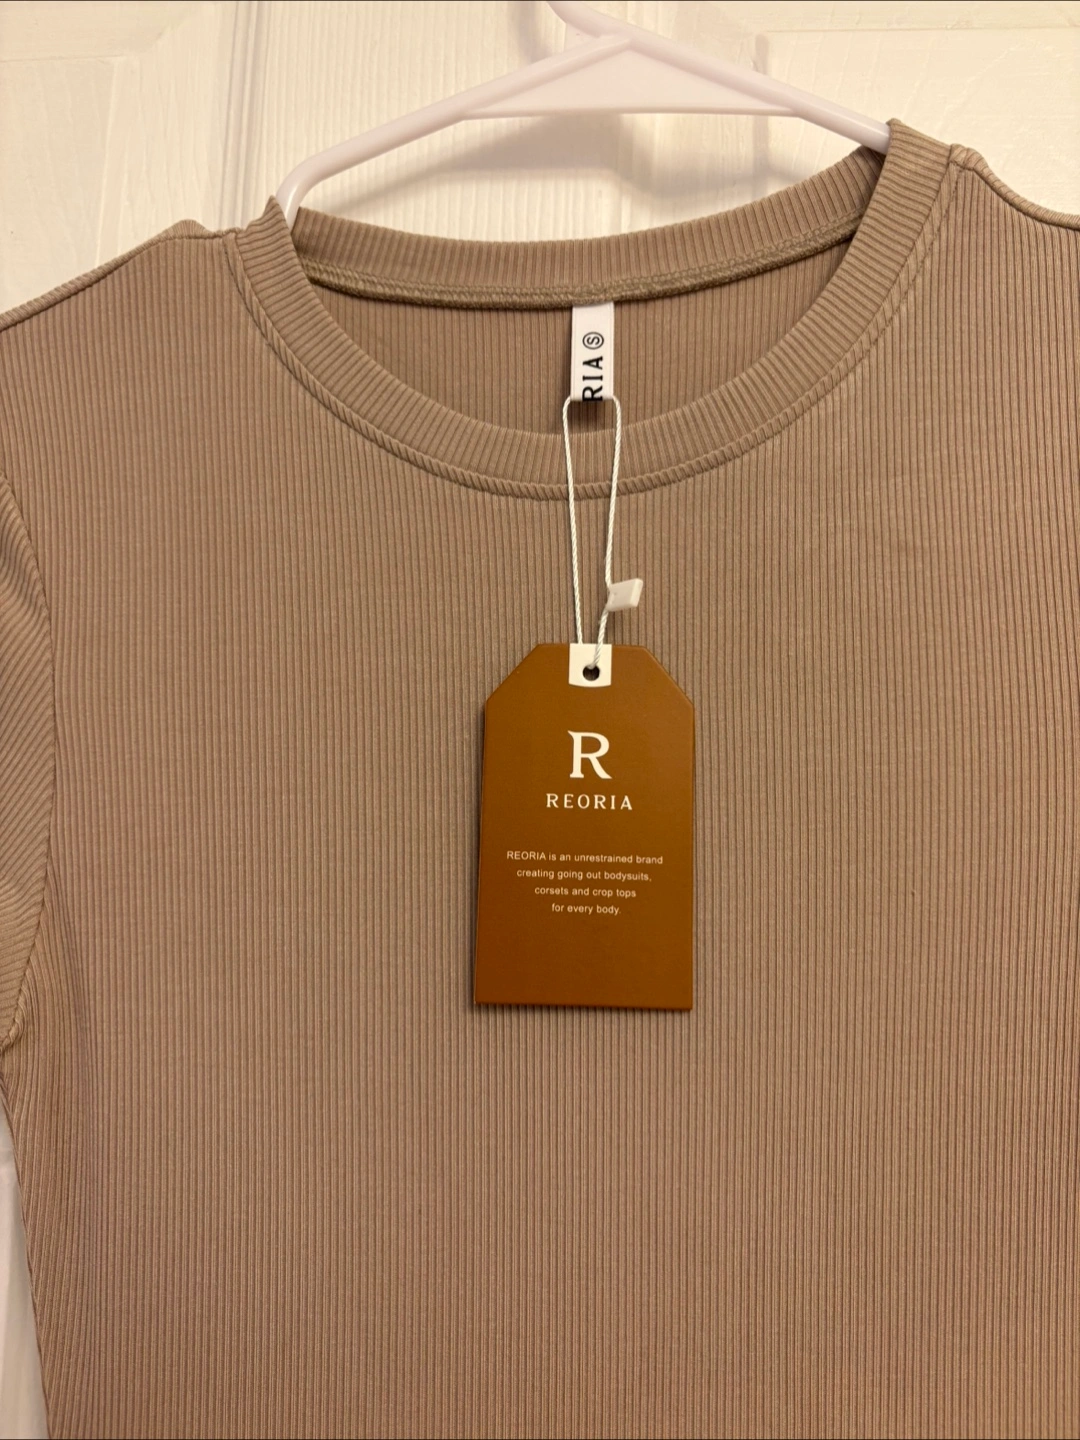 RIA Ⓢ
R
REORIA
REORIA is an unrestrained brand
creating going out bodysuits,
corsets and crop tops
for every body.